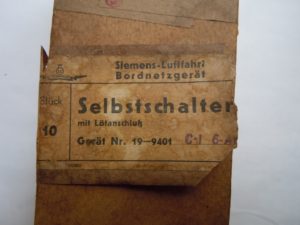 Siemens-Luftfahrt
Bordnetzgerät
Stück
10
Selbstschalter
mit Lötanschluß
Gerät Nr. 19-9401